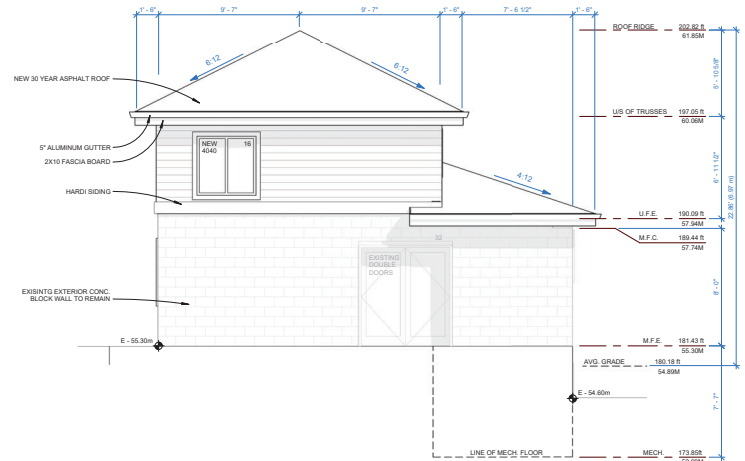 1' - 6"
9' - 7"
9' - 7"
1' - 6"
7' - 6 1/2"
1' - 6"
ROOF RIDGE 202.82 ft
61.85M
6:12
6:12
NEW 30 YEAR ASPHALT ROOF
U/S OF TRUSSES 197.05 ft
60.06M
5" ALUMINUM GUTTER
2X10 FASCIA BOARD
NEW 16
4040
HARDI SIDING
4:12
6' - 11 1/2"
22.86' (6.97 m)
U.F.E. 190.09 ft
57.94M
M.F.C. 189.44 ft
57.74M
32
EXISTING
DOUBLE
DOORS
EXISINTG EXTERIOR CONC.
BLOCK WALL TO REMAIN
8' - 0"
E - 55.30m
M.F.E. 181.43 ft
55.30M
AVG. GRADE 180.18 ft
54.89M
E - 54.60m
7' - 7"
LINE OF MECH. FLOOR
MECH. 173.85ft